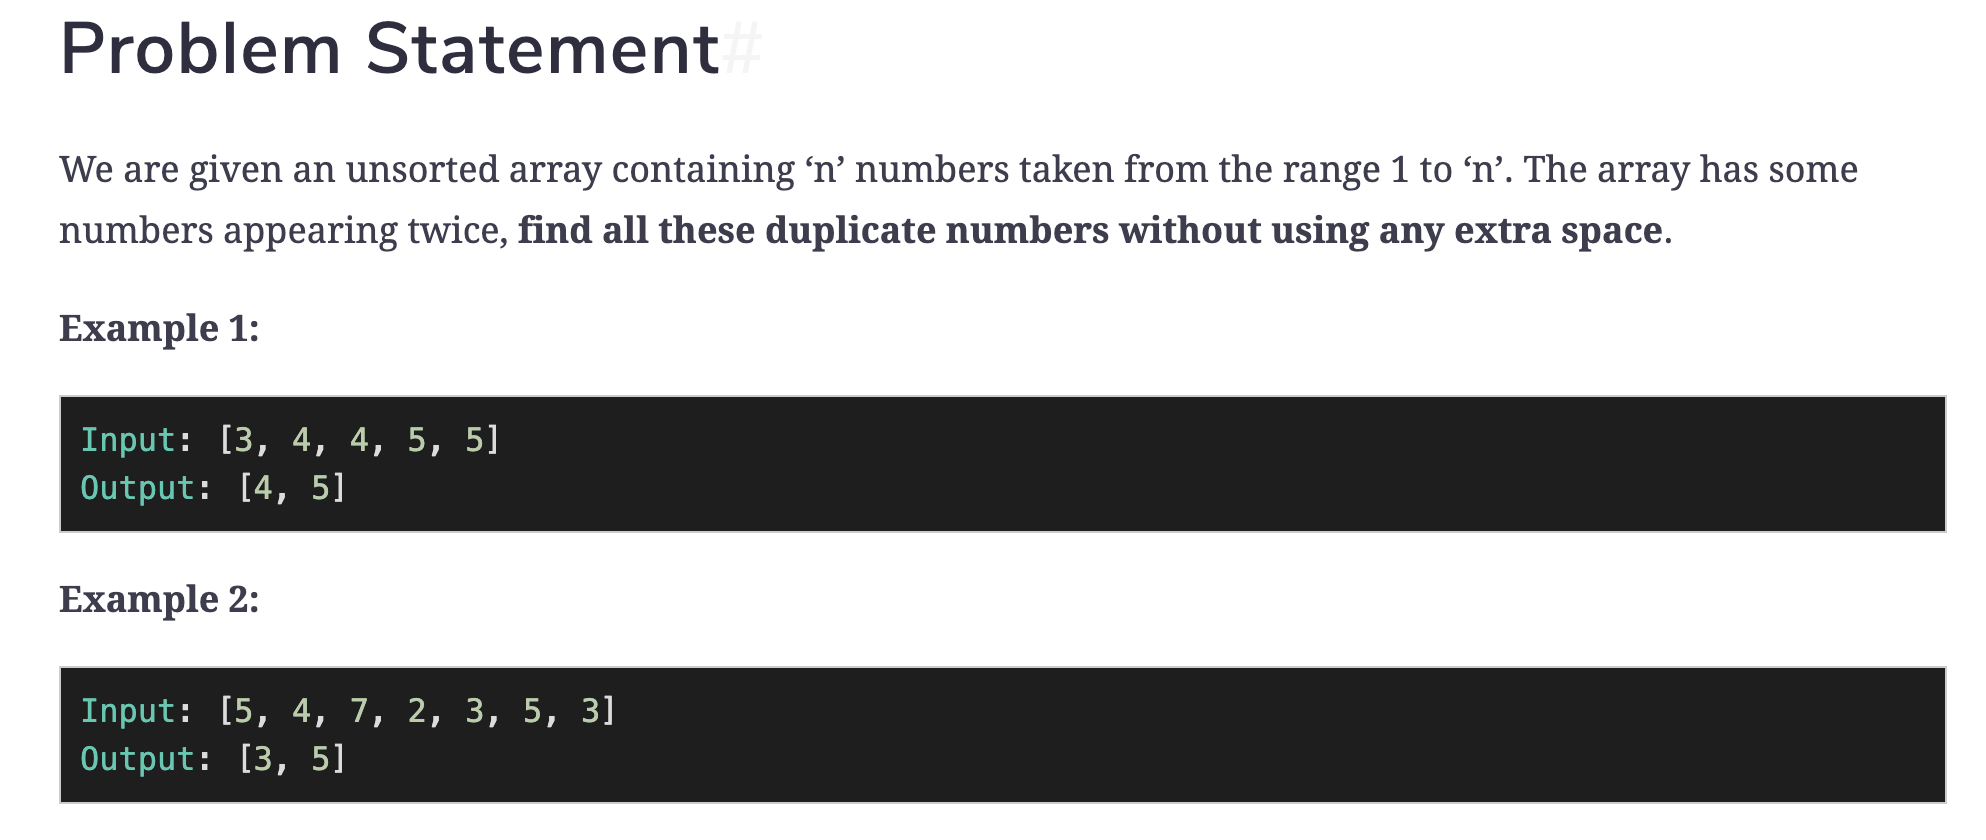 Problem Statement#
We are given an unsorted array containing ‘n’ numbers taken from the range 1 to ‘n’. The array has some
numbers appearing twice, find all these duplicate numbers without using any extra space.
Example 1:
Input: [3, 4, 4, 5, 5]
Output: [4, 5]
Example 2:
Input: [5, 4, 7, 2, 3, 5, 3]
Output: [3, 5]